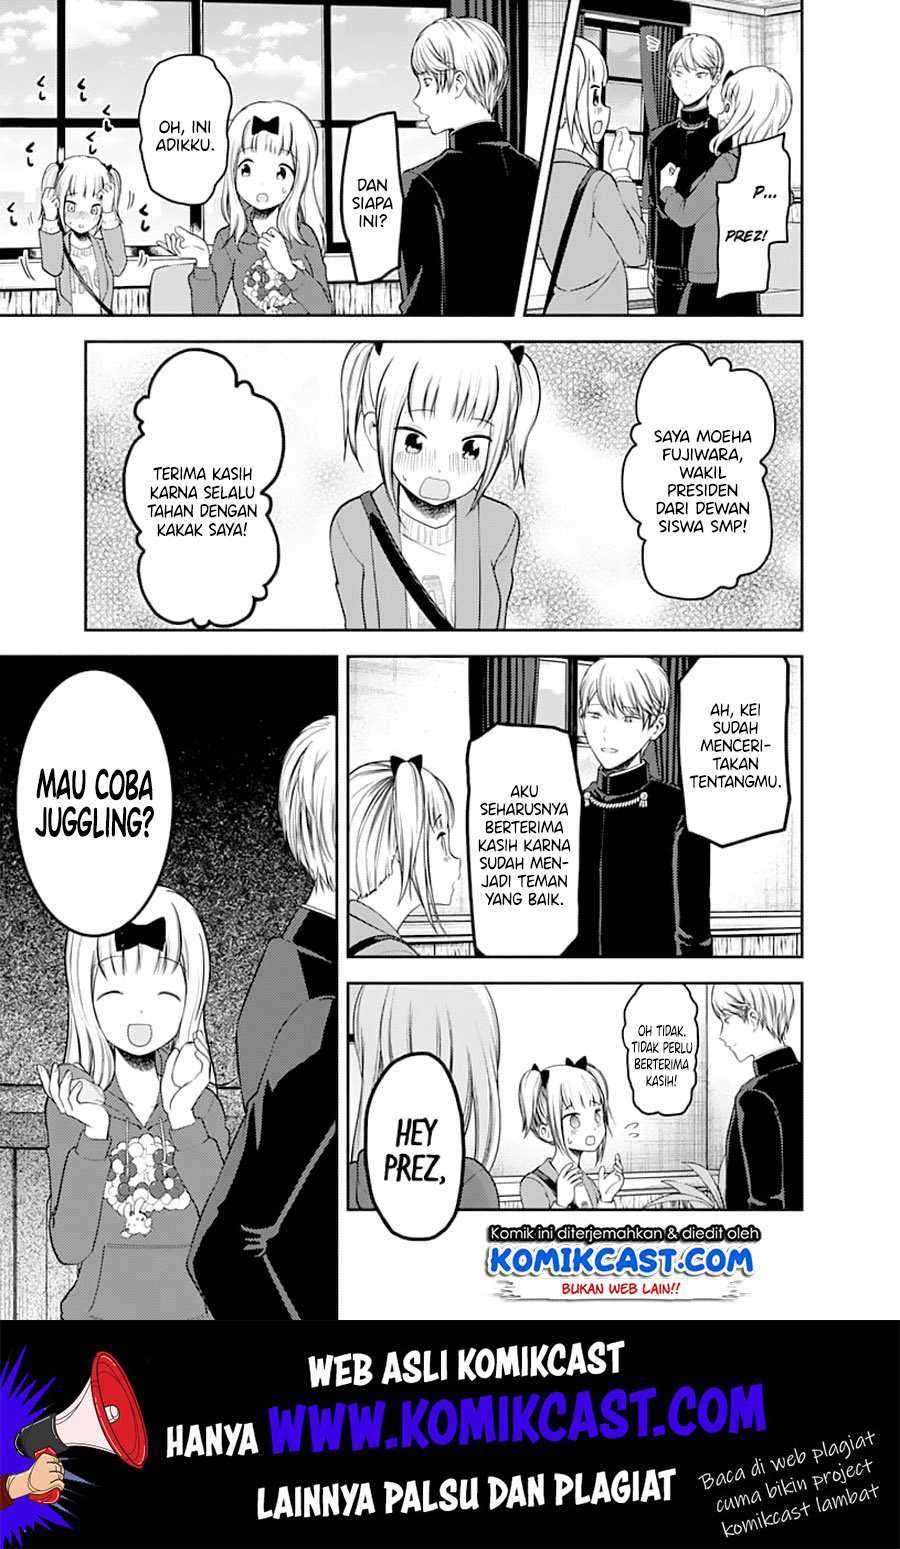 P...
PREZ!
DAN
SIAPA
INI?
OH, INI
ADIKKU.
SAYA MOEHA
FUJIWARA,
WAKIL
PRESIDEN
DARI DEWAN
SISWA SMP!
TERIMA KASIH
KARNA SELALU
TAHAN DENGAN
KAKAK SAYA!
AH, KEI
SUDAH
MENCERI-
TAKAN
TENTANGMU.
AKU
SEHARUSNYA
BERTERIMA
KASIH KARNA
SUDAH MEN-
JADI TEMAN
YANG BAIK.
OH TIDAK.
TIDAK PERLU
BERTERIMA
KASIH!
HEY
PREZ,
MAU COBA
JUGGLING?
Komik ini diterjemahkan & diedit oleh
KOMIKCAST.COM
BUKAN WEB LAIN!!
WEB ASLI KOMIKCAST
HANYA WWW.KOMIKCAST.COM
LAINNYA PALSU DAN PLAGIAT
Baca di web plagiat
cuma bikin project
komikcast lambat